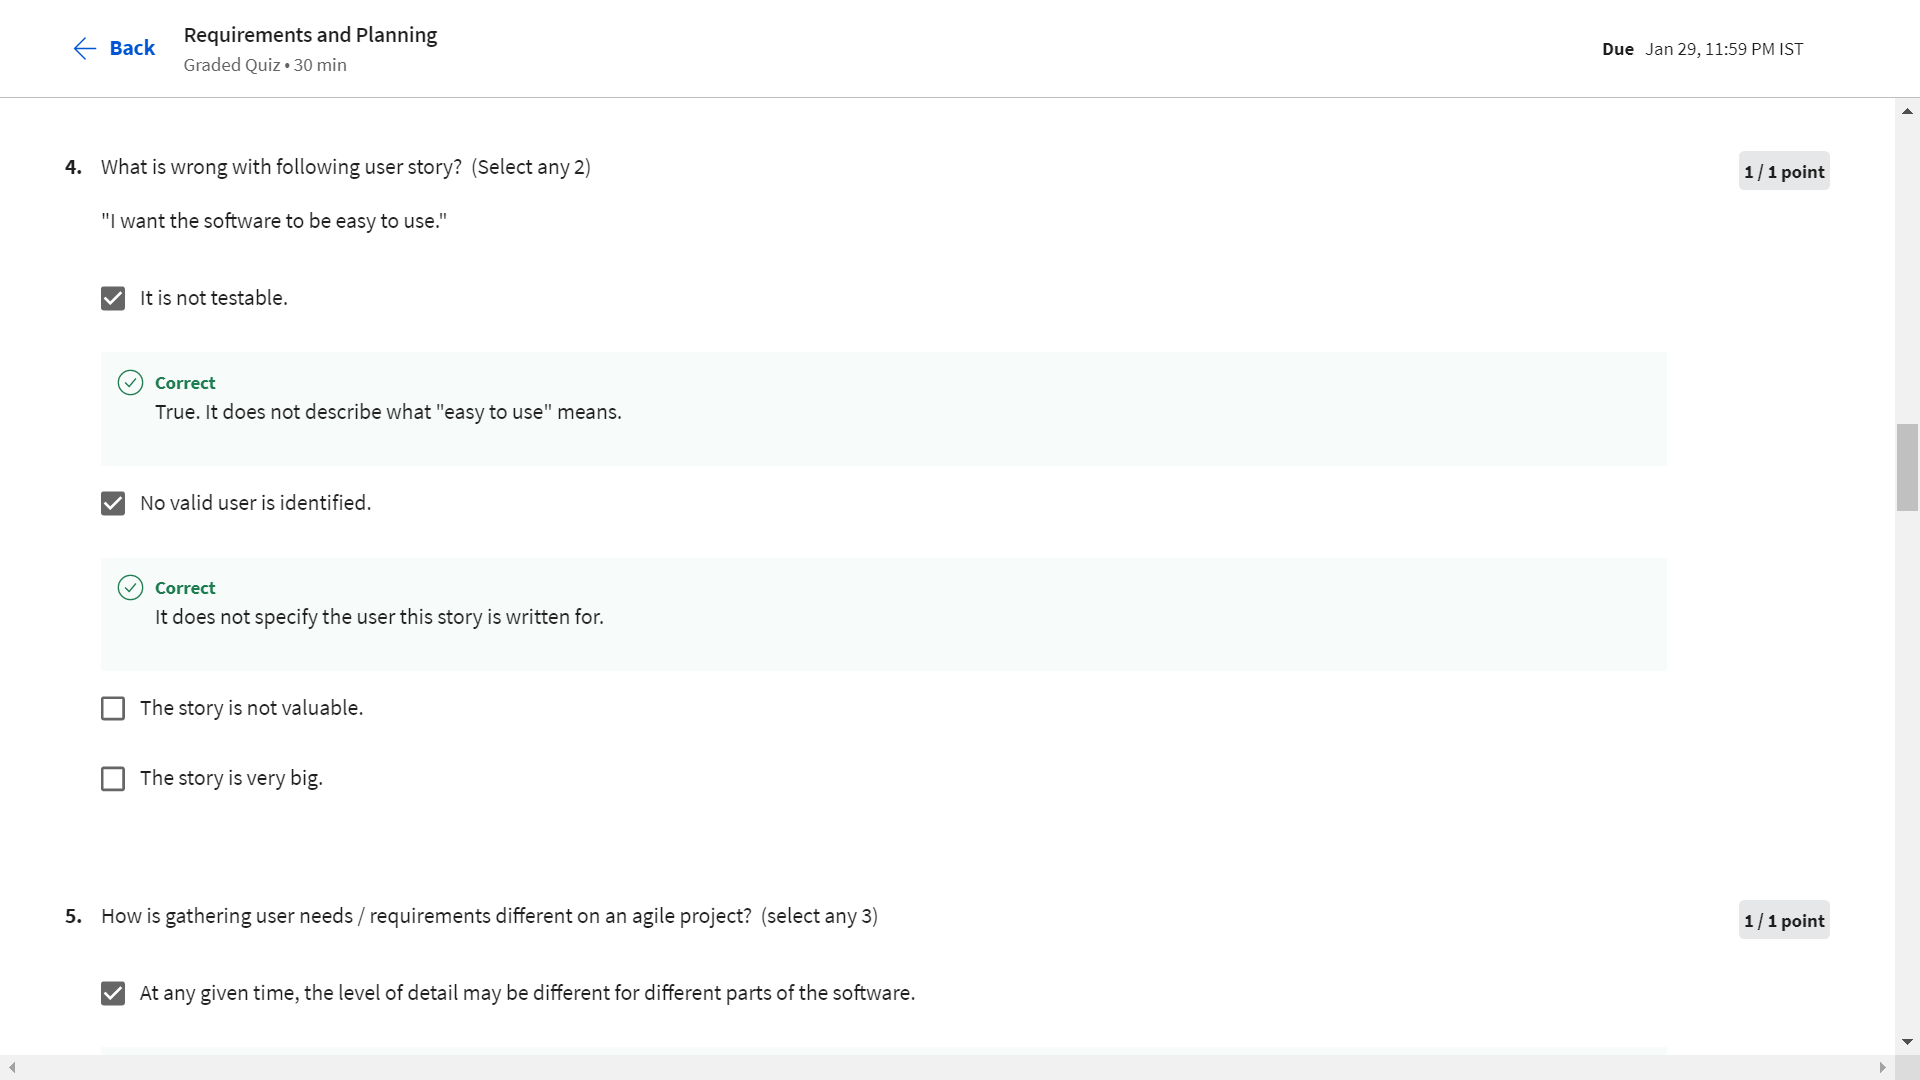 Back
Requirements and Planning
Graded Quiz • 30 min
Due Jan 29, 11:59 PM IST
4. What is wrong with following user story? (Select any 2)
1 / 1 point
"I want the software to be easy to use."
It is not testable.
Correct
True. It does not describe what "easy to use" means.
No valid user is identified.
Correct
It does not specify the user this story is written for.
The story is not valuable.
The story is very big.
5. How is gathering user needs / requirements different on an agile project? (select any 3)
1 / 1 point
At any given time, the level of detail may be different for different parts of the software.